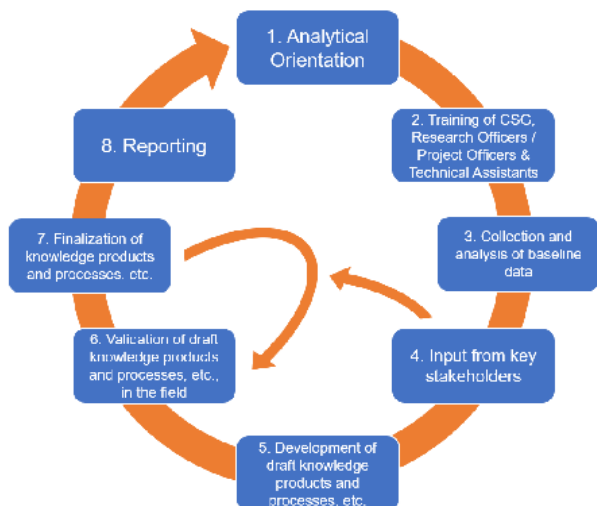 1. Analytical
Orientation
2. Training of CSC,
Research Officers /
Project Officers &
Technical Assistants
3. Collection and
analysis of baseline
data
4. Input from key
stakeholders
5. Development of
draft knowledge
products and
processes, etc.
6. Validation of draft
knowledge products
and processes, etc.,
in the field
7. Finalization of
knowledge products
and processes, etc.
8. Reporting